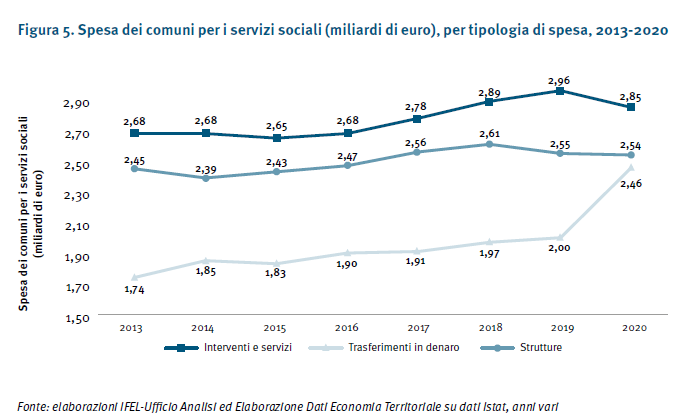 Figura 5. Spesa dei comuni per i servizi sociali (miliardi di euro), per tipologia di spesa, 2013-2020
Spesa dei comuni per i servizi sociali
(miliardi di euro)
2,90
2,70
2,50
2,30
2,10
1,90
1,70
1,50
2,68 2,68 2,65 2,68 2,78 2,89 2,96 2,85
2,45 2,39 2,43 2,47 2,56 2,61 2,55 2,54
1,74 1,85 1,83 1,90 1,91 1,97 2,00 2,46
2013 2014 2015 2016 2017 2018 2019 2020
Interventi e servizi Trasferimenti in denaro Strutture
Fonte: elaborazioni IFEL-Ufficio Analisi ed Elaborazione Dati Economia Territoriale su dati Istat, anni vari